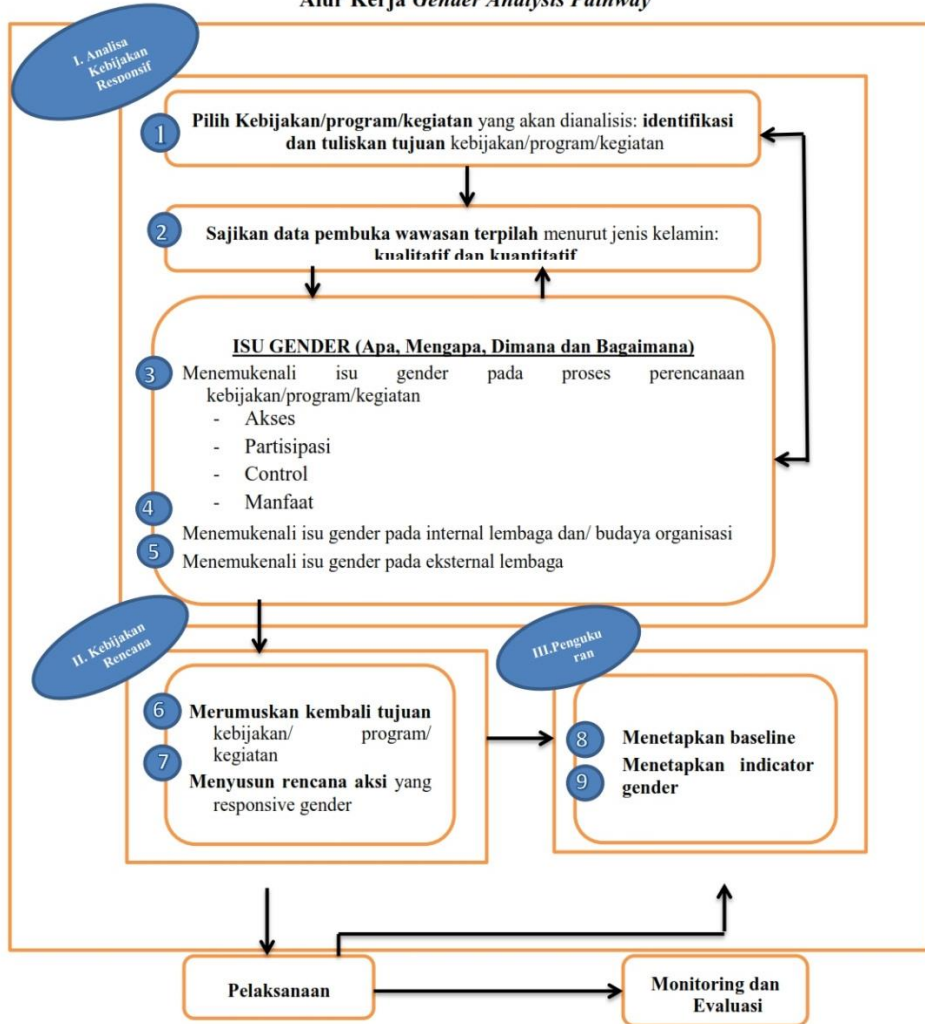 Alur Kerja Gender Analysis Pathway
I. Analisa
Kebijakan
Responsif
1
Pilih Kebijakan/program/kegiatan yang akan dianalisis: identifikasi
dan tuliskan tujuan kebijakan/program/kegiatan
2
Sajikan data pembuka wawasan terpilah menurut jenis kelamin:
kualitatif dan kuantitatif
ISU GENDER (Apa, Mengapa, Dimana dan Bagaimana)
3
Menemukenali isu gender pada proses perencanaan
kebijakan/program/kegiatan
- Akses
- Partisipasi
- Control
- Manfaat
4
Menemukenali isu gender pada internal lembaga dan/ budaya organisasi
5
Menemukenali isu gender pada eksternal lembaga
II. Kebijakan
Rencana
6
Merumuskan kembali tujuan
kebijakan/ program/
kegiatan
7
Menyusun rencana aksi yang
responsive gender
III.Penguku
ran
8
Menetapkan baseline
9
Menetapkan indicator
gender
Pelaksanaan
Monitoring dan
Evaluasi